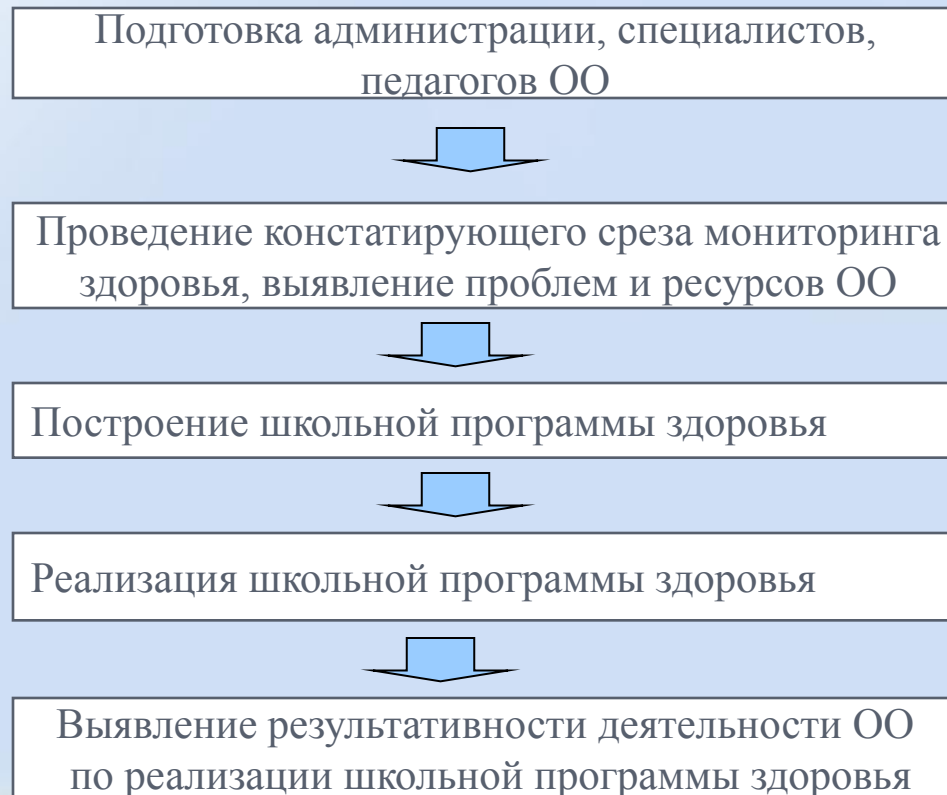 Подготовка администрации, специалистов,
педагогов ОО
Проведение констатирующего среза мониторинга
здоровья, выявление проблем и ресурсов ОО
Построение школьной программы здоровья
Реализация школьной программы здоровья
Выявление результативности деятельности ОО
по реализации школьной программы здоровья